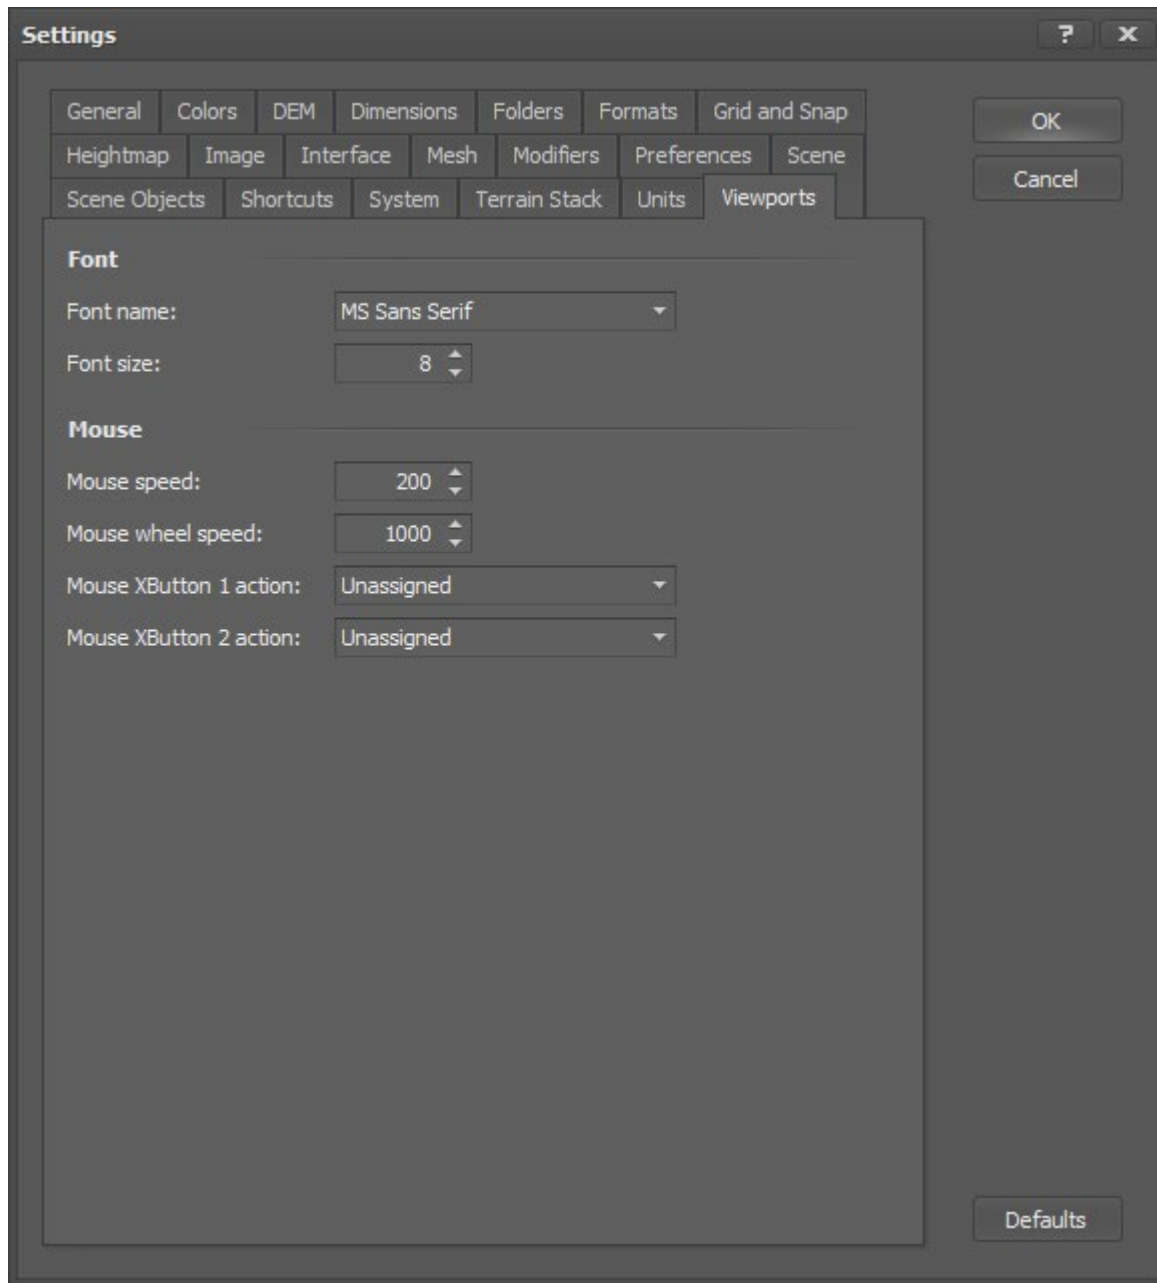 Settings ? x
General Colors DEM Dimensions Folders Formats Grid and Snap
OK
Heightmap Image Interface Mesh Modifiers Preferences Scene
Cancel
Scene Objects Shortcuts System Terrain Stack Units Viewports
Font
Font name: MS Sans Serif
Font size: 8
Mouse
Mouse speed: 200
Mouse wheel speed: 1000
Mouse XButton 1 action: Unassigned
Mouse XButton 2 action: Unassigned
Defaults